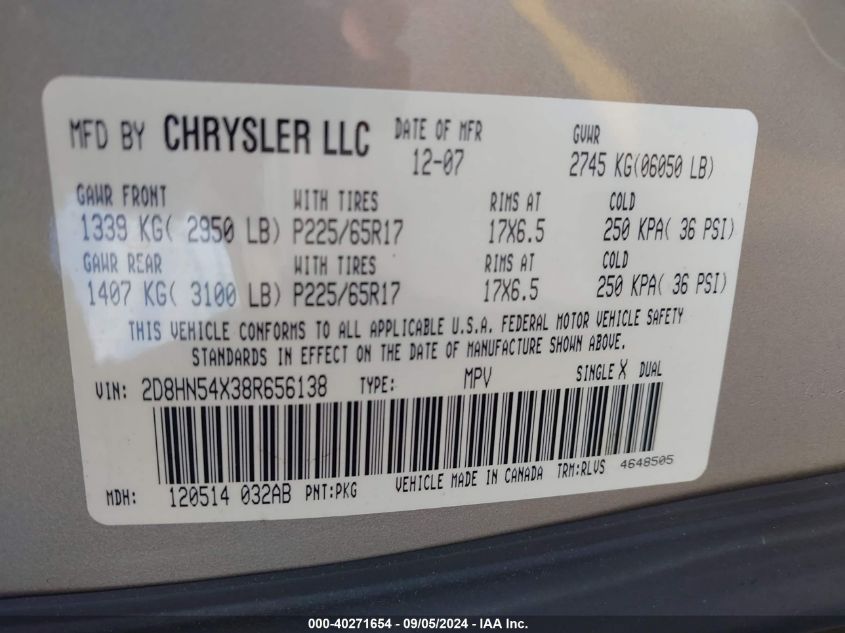 MFD BY CHRYSLER LLC DATE OF MFR GVWR
12-07 2745 KG(06050 LB)
GAWR FRONT WITH TIRES RIMS AT COLD
1339 KG( 2950 LB) P225/65R17 17X6.5 250 KPA( 36 PSI)
GAWR REAR WITH TIRES RIMS AT COLD
1407 KG( 3100 LB) P225/65R17 17X6.5 250 KPA( 36 PSI)
THIS VEHICLE CONFORMS TO ALL APPLICABLE U.S.A. FEDERAL MOTOR VEHICLE SAFETY
STANDARDS IN EFFECT ON THE DATE OF MANUFACTURE SHOWN ABOVE.
VIN: 2D8HN54X38R656138 TYPE: MPV SINGLE X DUAL
MDH: 120514 032AB PNT:PKG VEHICLE MADE IN CANADA TRM:RLVS 4648505
000-40271654 - 09/05/2024 - IAA Inc.